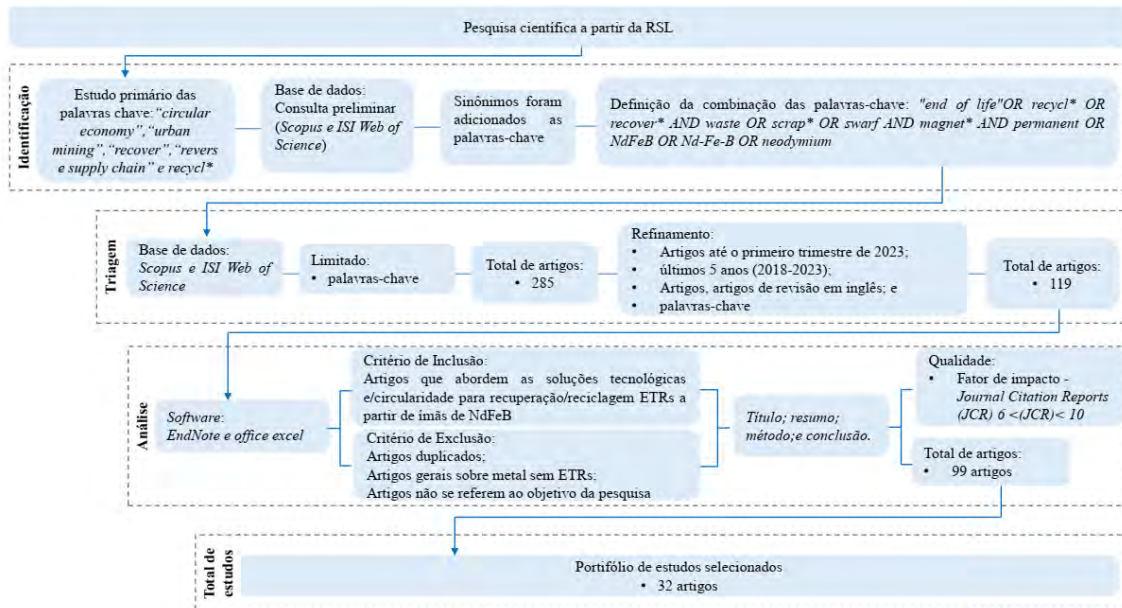 Pesquisa científica a partir da RSL
Identificação
Estudo primário das
palavras chave:“circular
economy”,“urban
mining”,“recover”,“revers
e supply chain” e recycl*
Base de dados:
Consulta preliminar
(Scopus e ISI Web of
Science)
Sinônimos foram
adicionados as
palavras-chave
Definição da combinação das palavras-chave: "end of life"OR recycl* OR
recover* AND waste OR scrap* OR swarf AND magnet* AND permanent OR
NdFeB OR Nd-Fe-B OR neodymium
Triagem
Base de dados:
Scopus e ISI Web of
Science
Limitado:
• palavras-chave
Total de artigos:
• 285
Refinamento:
• Artigos até o primeiro trimestre de 2023;
• últimos 5 anos (2018-2023);
• Artigos, artigos de revisão em inglês; e
• palavras-chave
Total de artigos:
• 119
Análise
Software:
EndNote e office excel
Critério de Inclusão:
Artigos que abordem as soluções tecnológicas
e/circularidade para recuperação/reciclagem ETRs a
partir de ímãs de NdFeB
Critério de Exclusão:
Artigos duplicados;
Artigos gerais sobre metal sem ETRs;
Artigos não se referem ao objetivo da pesquisa
Título; resumo;
método;e conclusão.
Qualidade:
• Fator de impacto -
Journal Citation Reports
(JCR) 6 <(JCR)< 10
Total de artigos:
• 99 artigos
Total de
estudos
Portifólio de estudos selecionados
• 32 artigos